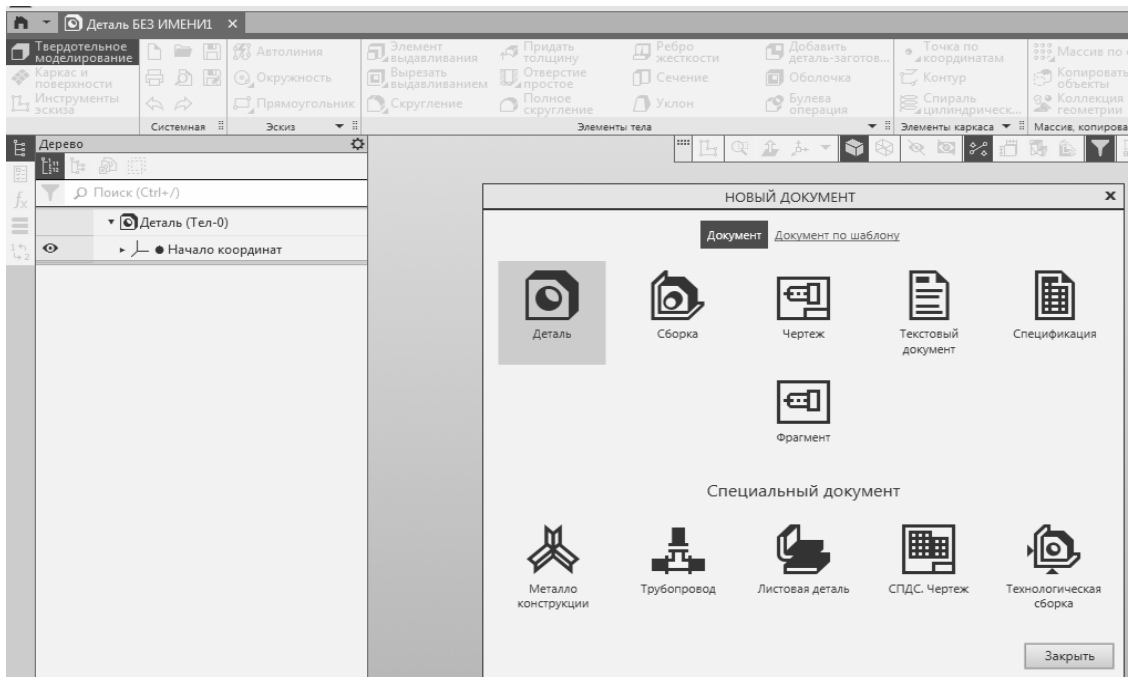 Деталь БЕЗ ИМЕНИ1
Твердотельное
моделирование
Каркас и
поверхности
Инструменты
эскиза
Системная
Автолиния
Окружность
Прямоугольник
Эскиз
Элемент
выдавливания
Вырезать
выдавливанием
Скругление
Придать
толщину
Отверстие
простое
Полное
скругление
Ребро
жесткости
Сечение
Уклон
Добавить
деталь-заготов...
Оболочка
Булева
операция
Элементы тела
Точка по
координатам
Контур
Спираль
цилиндрическ...
Элементы каркаса
Массив по
Копировать
объекты
Коллекция
геометрии
Массив, копирова
Дерево
Поиск (Ctrl+/)
Деталь (Тел-0)
Начало координат
НОВЫЙ ДОКУМЕНТ
Документ Документ по шаблону
Деталь
Сборка
Чертеж
Текстовый
документ
Спецификация
Фрагмент
Специальный документ
Металло
конструкции
Трубопровод
Листовая деталь
СПДС. Чертеж
Технологическая
сборка
Закрыть